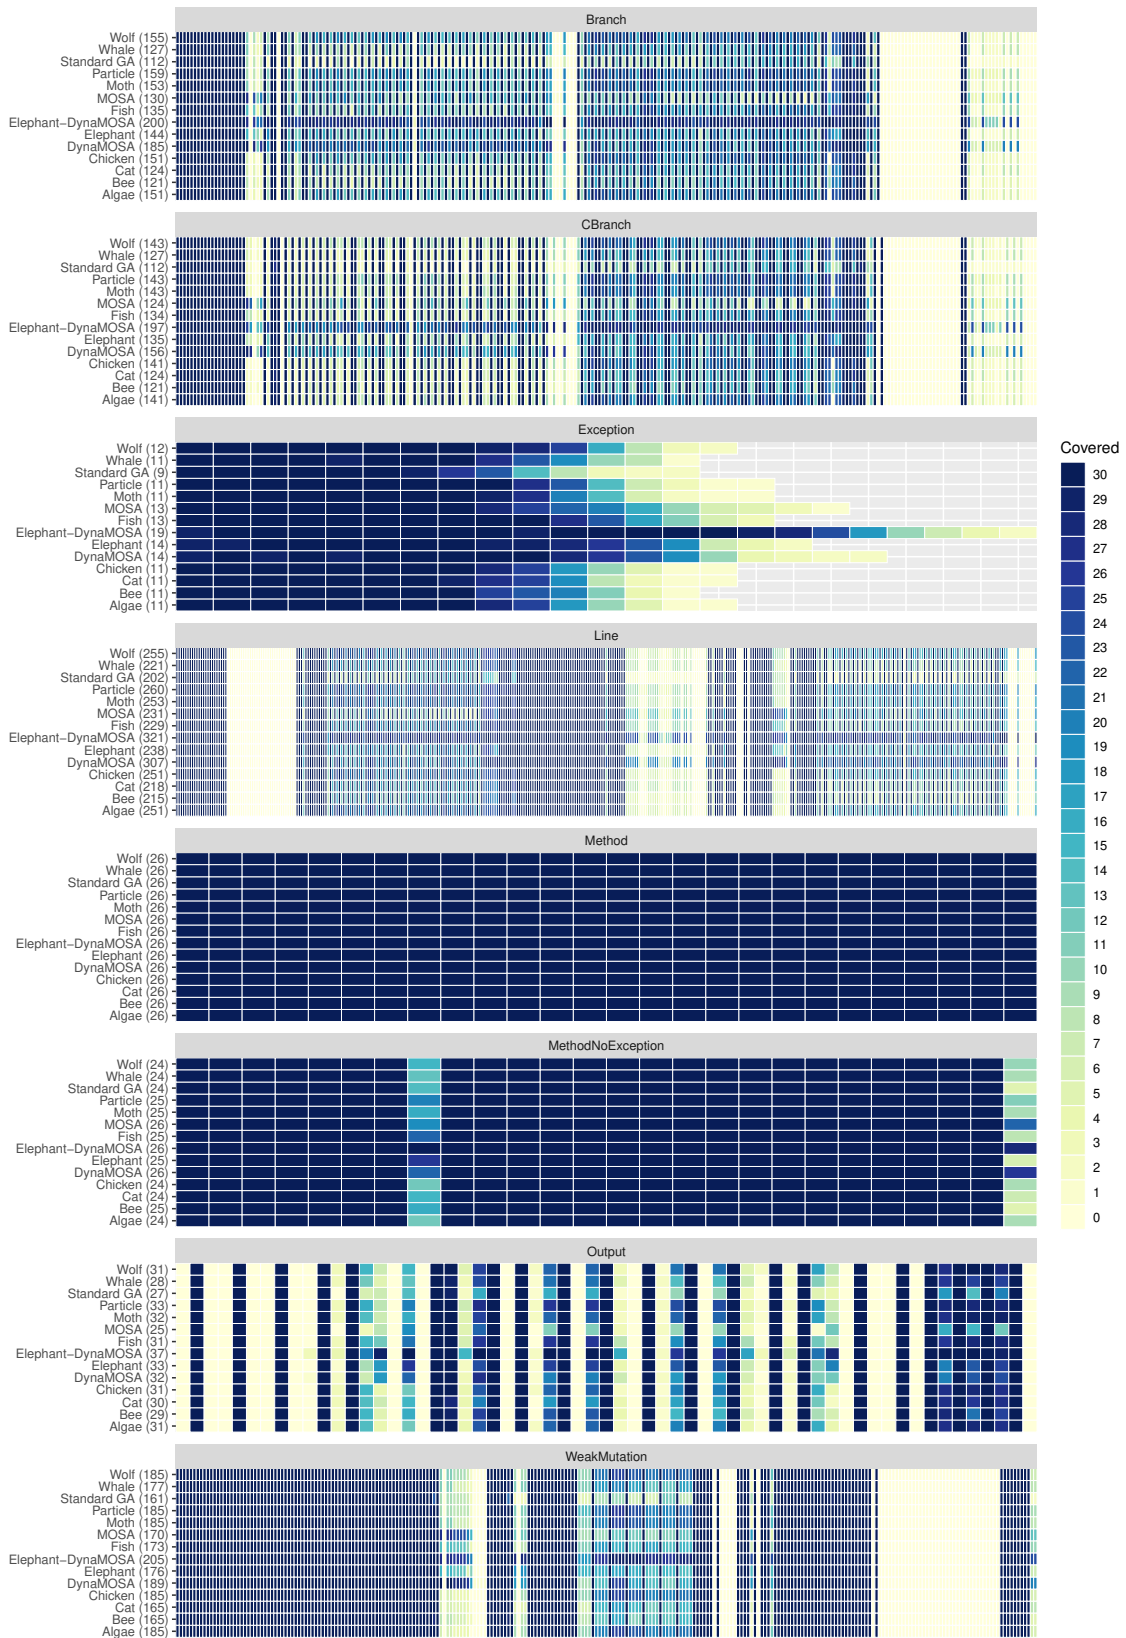 Branch
Wolf (155)
Whale (127)
Standard GA (112)
Particle (159)
Moth (153)
MOSA (130)
Fish (135)
Elephant−DynaMOSA (200)
Elephant (144)
DynaMOSA (185)
Chicken (151)
Cat (124)
Bee (121)
Algae (151)
CBranch
Wolf (143)
Whale (127)
Standard GA (112)
Particle (143)
Moth (143)
MOSA (124)
Fish (134)
Elephant−DynaMOSA (197)
Elephant (135)
DynaMOSA (156)
Chicken (141)
Cat (124)
Bee (121)
Algae (141)
Exception
Wolf (12)
Whale (11)
Standard GA (9)
Particle (11)
Moth (11)
MOSA (13)
Fish (13)
Elephant−DynaMOSA (19)
Elephant (14)
DynaMOSA (14)
Chicken (11)
Cat (11)
Bee (11)
Algae (11)
Line
Wolf (255)
Whale (221)
Standard GA (202)
Particle (260)
Moth (253)
MOSA (231)
Fish (229)
Elephant−DynaMOSA (321)
Elephant (238)
DynaMOSA (307)
Chicken (251)
Cat (218)
Bee (215)
Algae (251)
Method
Wolf (26)
Whale (26)
Standard GA (26)
Particle (26)
Moth (26)
MOSA (26)
Fish (26)
Elephant−DynaMOSA (26)
Elephant (26)
DynaMOSA (26)
Chicken (26)
Cat (26)
Bee (26)
Algae (26)
MethodNoException
Wolf (24)
Whale (24)
Standard GA (24)
Particle (25)
Moth (25)
MOSA (26)
Fish (25)
Elephant−DynaMOSA (26)
Elephant (25)
DynaMOSA (26)
Chicken (24)
Cat (24)
Bee (25)
Algae (24)
Output
Wolf (31)
Whale (28)
Standard GA (27)
Particle (33)
Moth (32)
MOSA (25)
Fish (31)
Elephant−DynaMOSA (37)
Elephant (33)
DynaMOSA (32)
Chicken (31)
Cat (30)
Bee (29)
Algae (31)
WeakMutation
Wolf (185)
Whale (177)
Standard GA (161)
Particle (185)
Moth (185)
MOSA (170)
Fish (173)
Elephant−DynaMOSA (205)
Elephant (176)
DynaMOSA (189)
Chicken (185)
Cat (165)
Bee (165)
Algae (185)
Covered
30
29
28
27
26
25
24
23
22
21
20
19
18
17
16
15
14
13
12
11
10
9
8
7
6
5
4
3
2
1
0